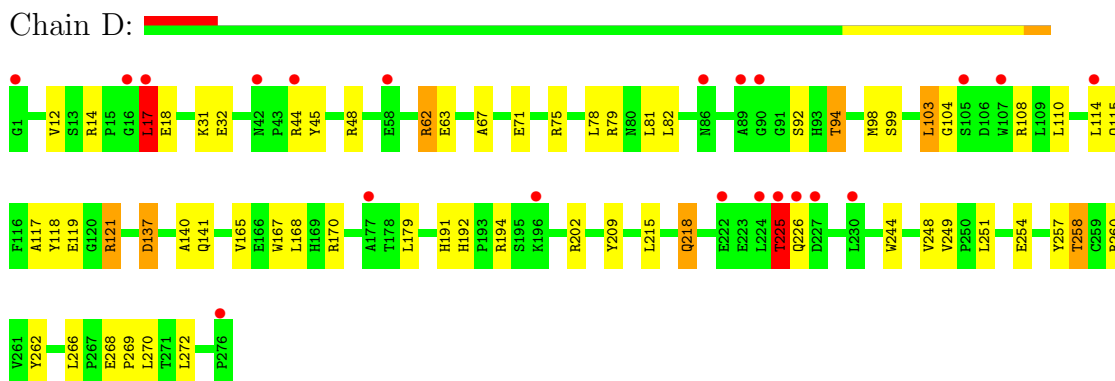 Chain D:
G1 V12 S13 R14 P15 G16 L17 E18 K31 E32 N42 P43 R44 Y45 R48 E58 R62 E63 A67 E71 R75 L78 R79 N80 L81 L82 N86 A89 G90 G91 S92 H93 T94 M98 S99 L103 G104 S105 D106 W107 R108 L109 L110 L114
F116 A117 Y118 E119 G120 R121 D137 A140 Q141 V165 E166 W167 L168 H169 R170 A177 T178 L179 H191 H192 P193 R194 S195 K196 R202 Y209 L215 Q218 E222 E223 L224 T225 Q226 D227 L230 W244 V248 V249 P250 L251 E254 Y257 T258 C259
V261 Y262 L266 P267 E268 P269 L270 T271 L272 P276